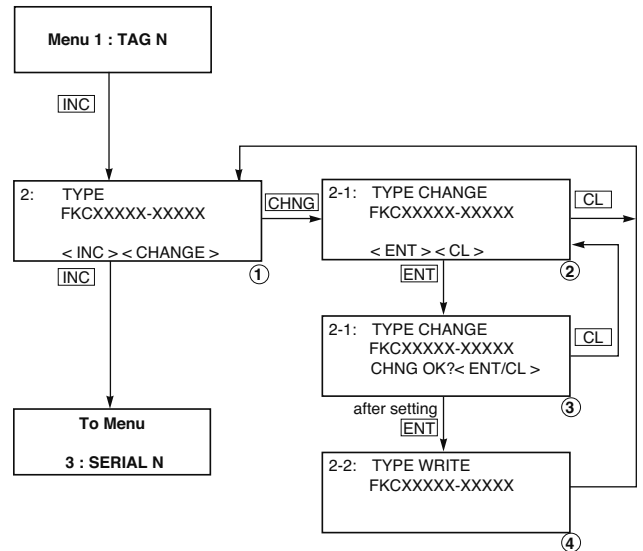 Menu 1 : TAG N
INC
2: TYPE
FKCXXXXX-XXXXX
< INC > < CHANGE >
①
INC
To Menu
3 : SERIAL N
CHNG
2-1: TYPE CHANGE
FKCXXXXX-XXXXX
< ENT > < CL >
②
CL
ENT
2-1: TYPE CHANGE
FKCXXXXX-XXXXX
CHNG OK?< ENT/CL >
③
CL
after setting
ENT
2-2: TYPE WRITE
FKCXXXXX-XXXXX
④